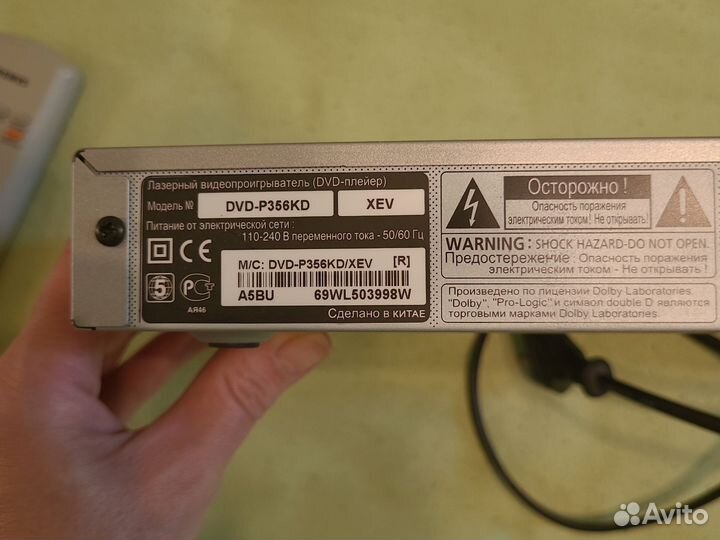 Лазерный видеопроигрыватель (DVD-плейер)
Модель № DVD-P356KD XEV
Питание от электрической сети :
110-240 В переменного тока - 50/60 Гц
M/C: DVD-P356KD/XEV [R]
A5BU 69WL503998W
5
АЯ46
Сделано в КИТАЕ
Осторожно !
Опасность поражения
электрическим током! Не открывать!
WARNING : SHOCK HAZARD-DO NOT OPEN.
Предостережение : Опасность поражения
электрическим током - Не открывать!
Произведено по лицензии Dolby Laboratories.
"Dolby", "Pro-Logic" и символ double D являются
торговыми марками Dolby Laboratories.
Avito